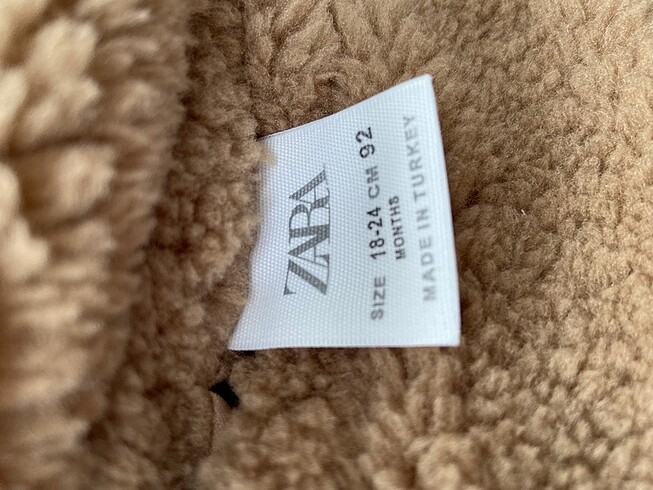 ZARA
SIZE 18-24 CM 92
MONTHS
MADE IN TURKEY